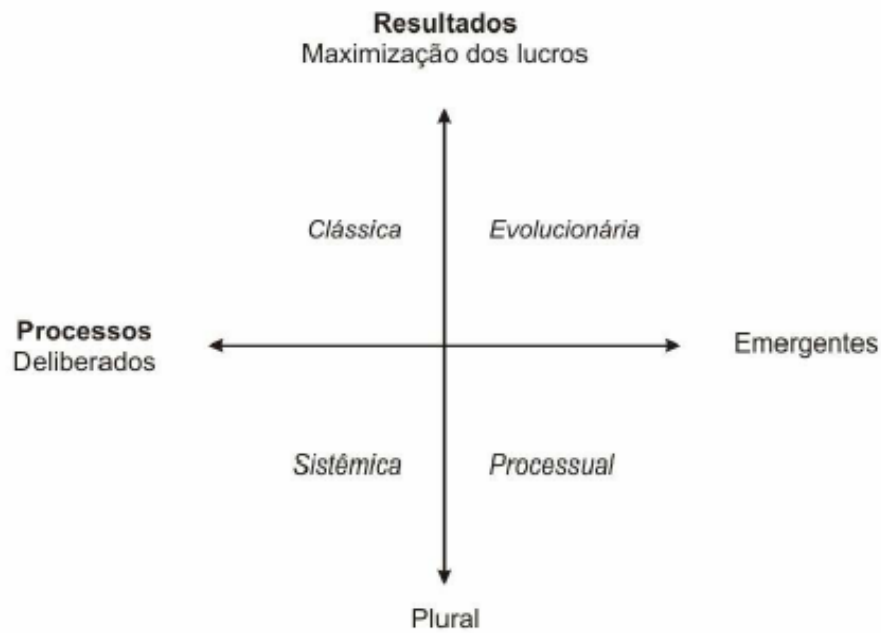 Resultados
Maximização dos lucros
Clássica
Evolucionária
Processos
Deliberados
Emergentes
Sistêmica
Processual
Plural